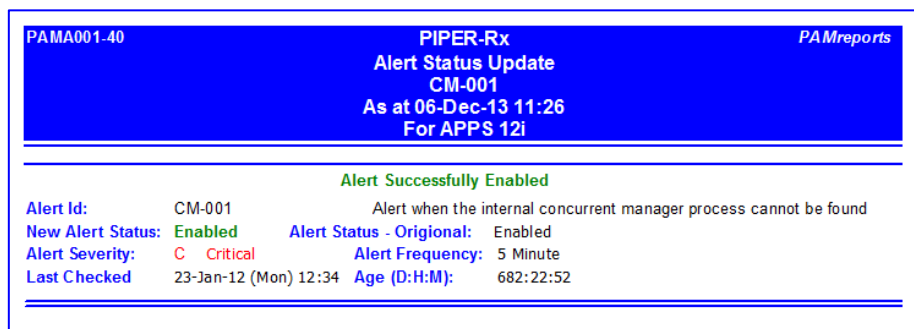 PAMA001-40 PIPER-Rx PAMreports
Alert Status Update
CM-001
As at 06-Dec-13 11:26
For APPS 12i
Alert Successfully Enabled
Alert Id: CM-001 Alert when the internal concurrent manager process cannot be found
New Alert Status: Enabled Alert Status - Origional: Enabled
Alert Severity: C Critical Alert Frequency: 5 Minute
Last Checked 23-Jan-12 (Mon) 12:34 Age (D:H:M): 682:22:52